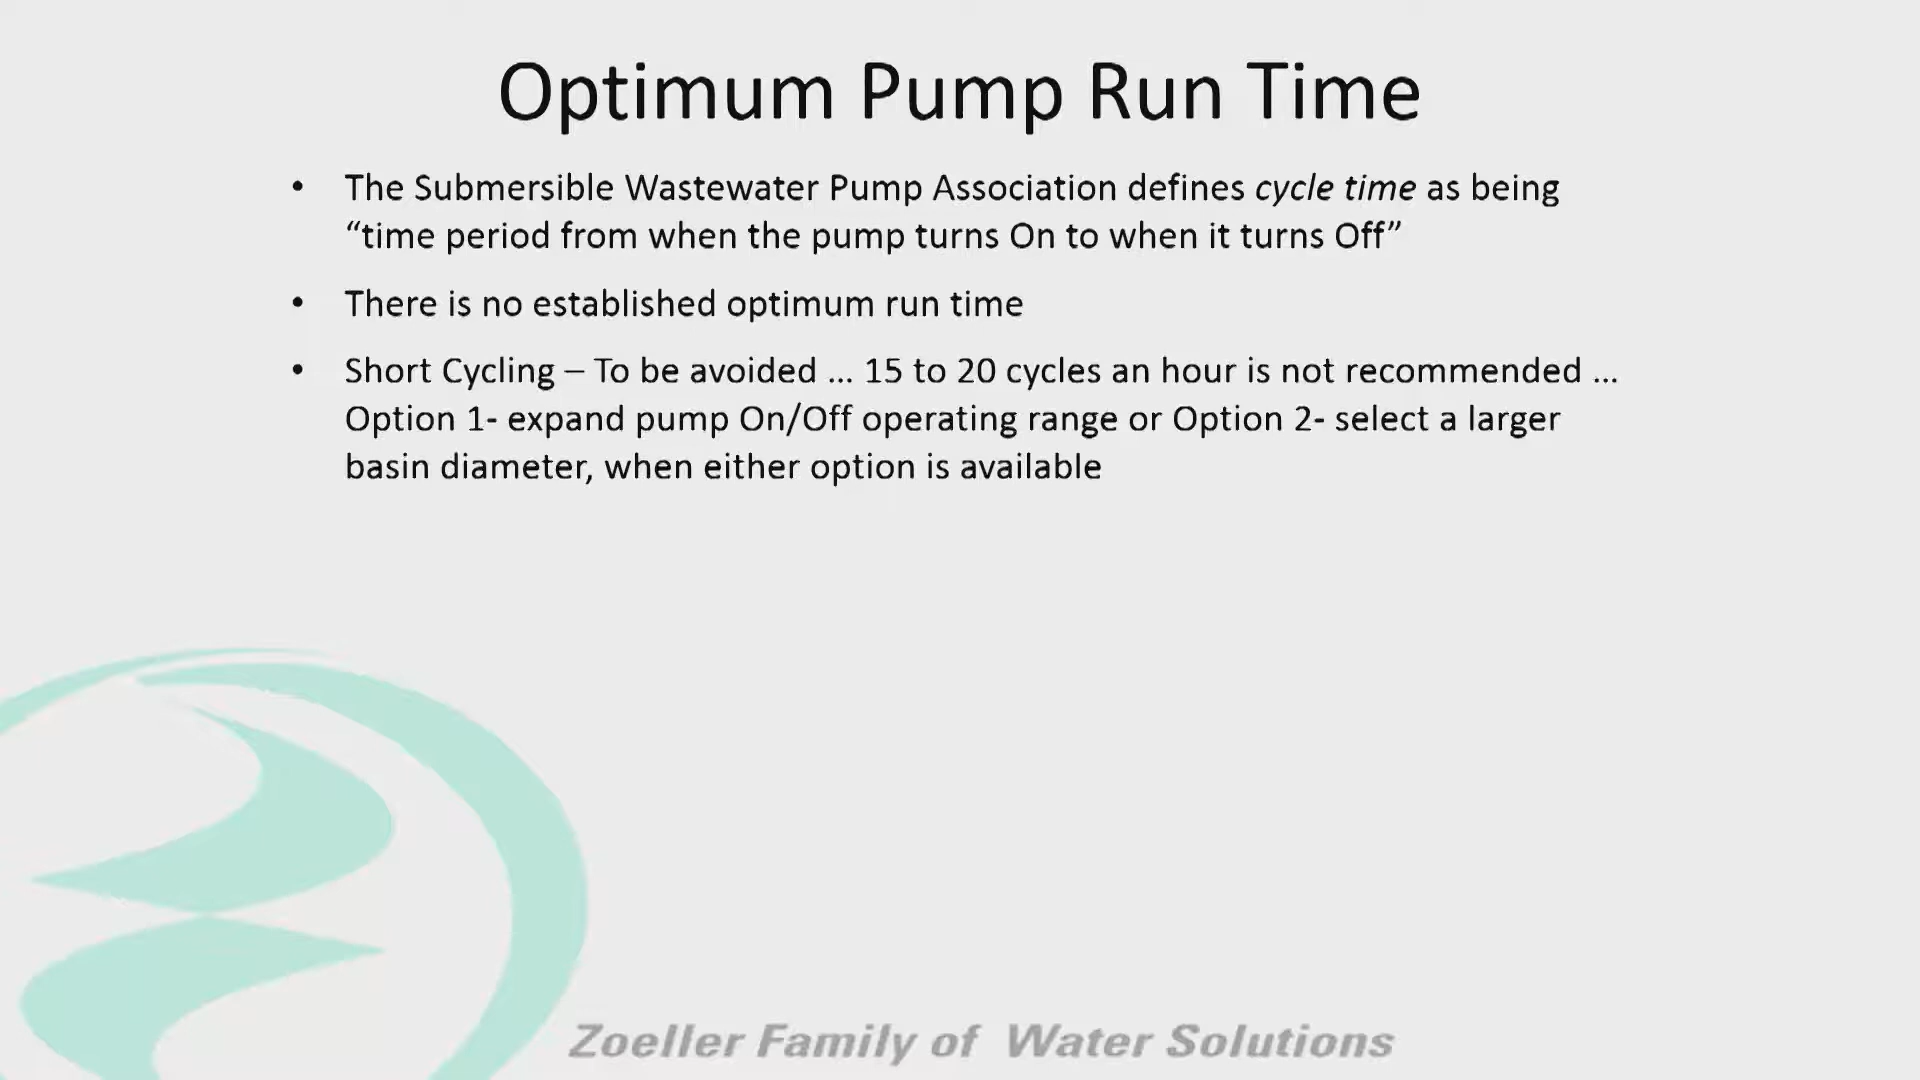 Optimum Pump Run Time
• The Submersible Wastewater Pump Association defines cycle time as being
“time period from when the pump turns On to when it turns Off”
• There is no established optimum run time
• Short Cycling – To be avoided ... 15 to 20 cycles an hour is not recommended ...
Option 1- expand pump On/Off operating range or Option 2- select a larger
basin diameter, when either option is available
Zoeller Family of Water Solutions